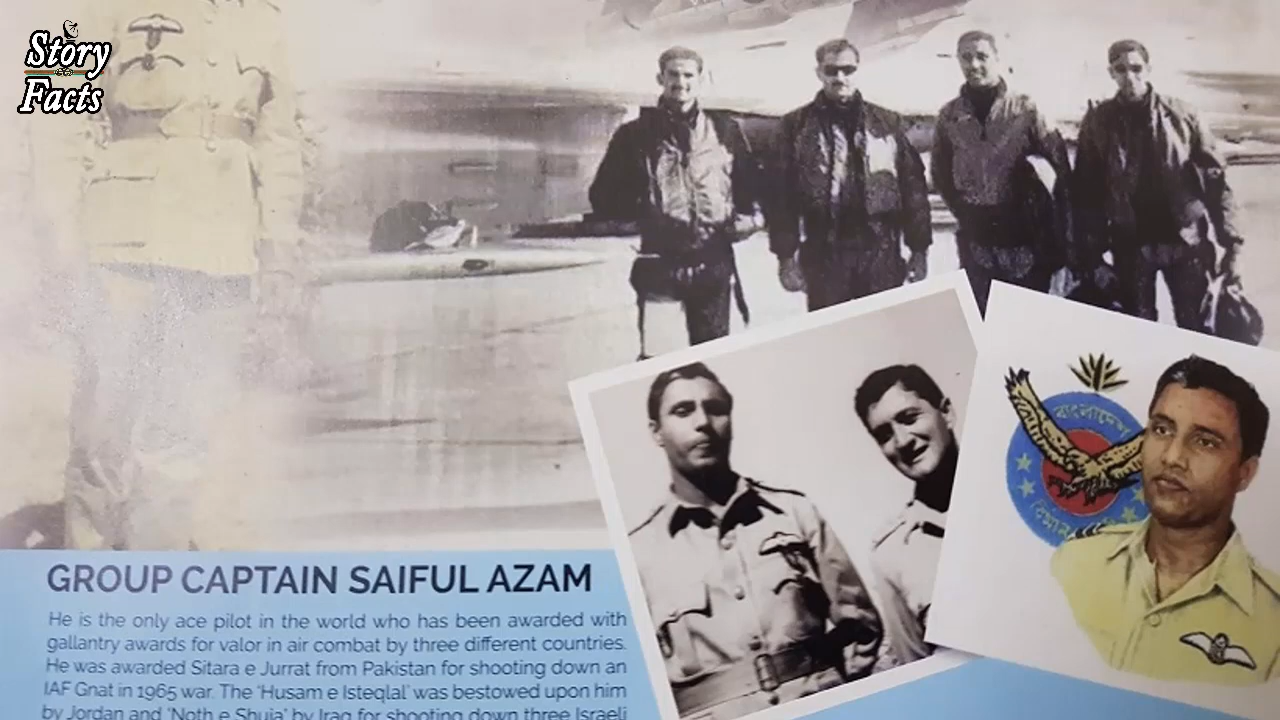 Story
Facts
বাংলাদেশ
বিমান
GROUP CAPTAIN SAIFUL AZAM
He is the only ace pilot in the world who has been awarded with
gallantry awards for valor in air combat by three different countries.
He was awarded Sitara e Jurrat from Pakistan for shooting down an
IAF Gnat in 1965 war. The 'Husam e Isteqlal' was bestowed upon him
by Jordan and 'Noth e Shuja' by Iraq for shooting down three Israeli